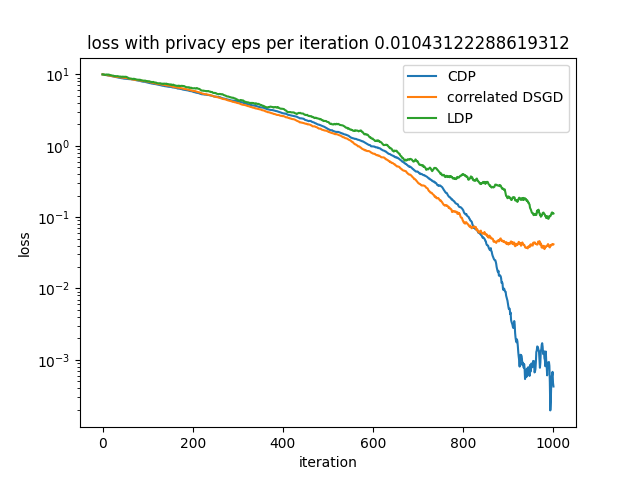 loss with privacy eps per iteration 0.01043122288619312
CDP
correlated DSGD
LDP
10¹
10⁰
10⁻¹
10⁻²
10⁻³
loss
0 200 400 600 800 1000
iteration